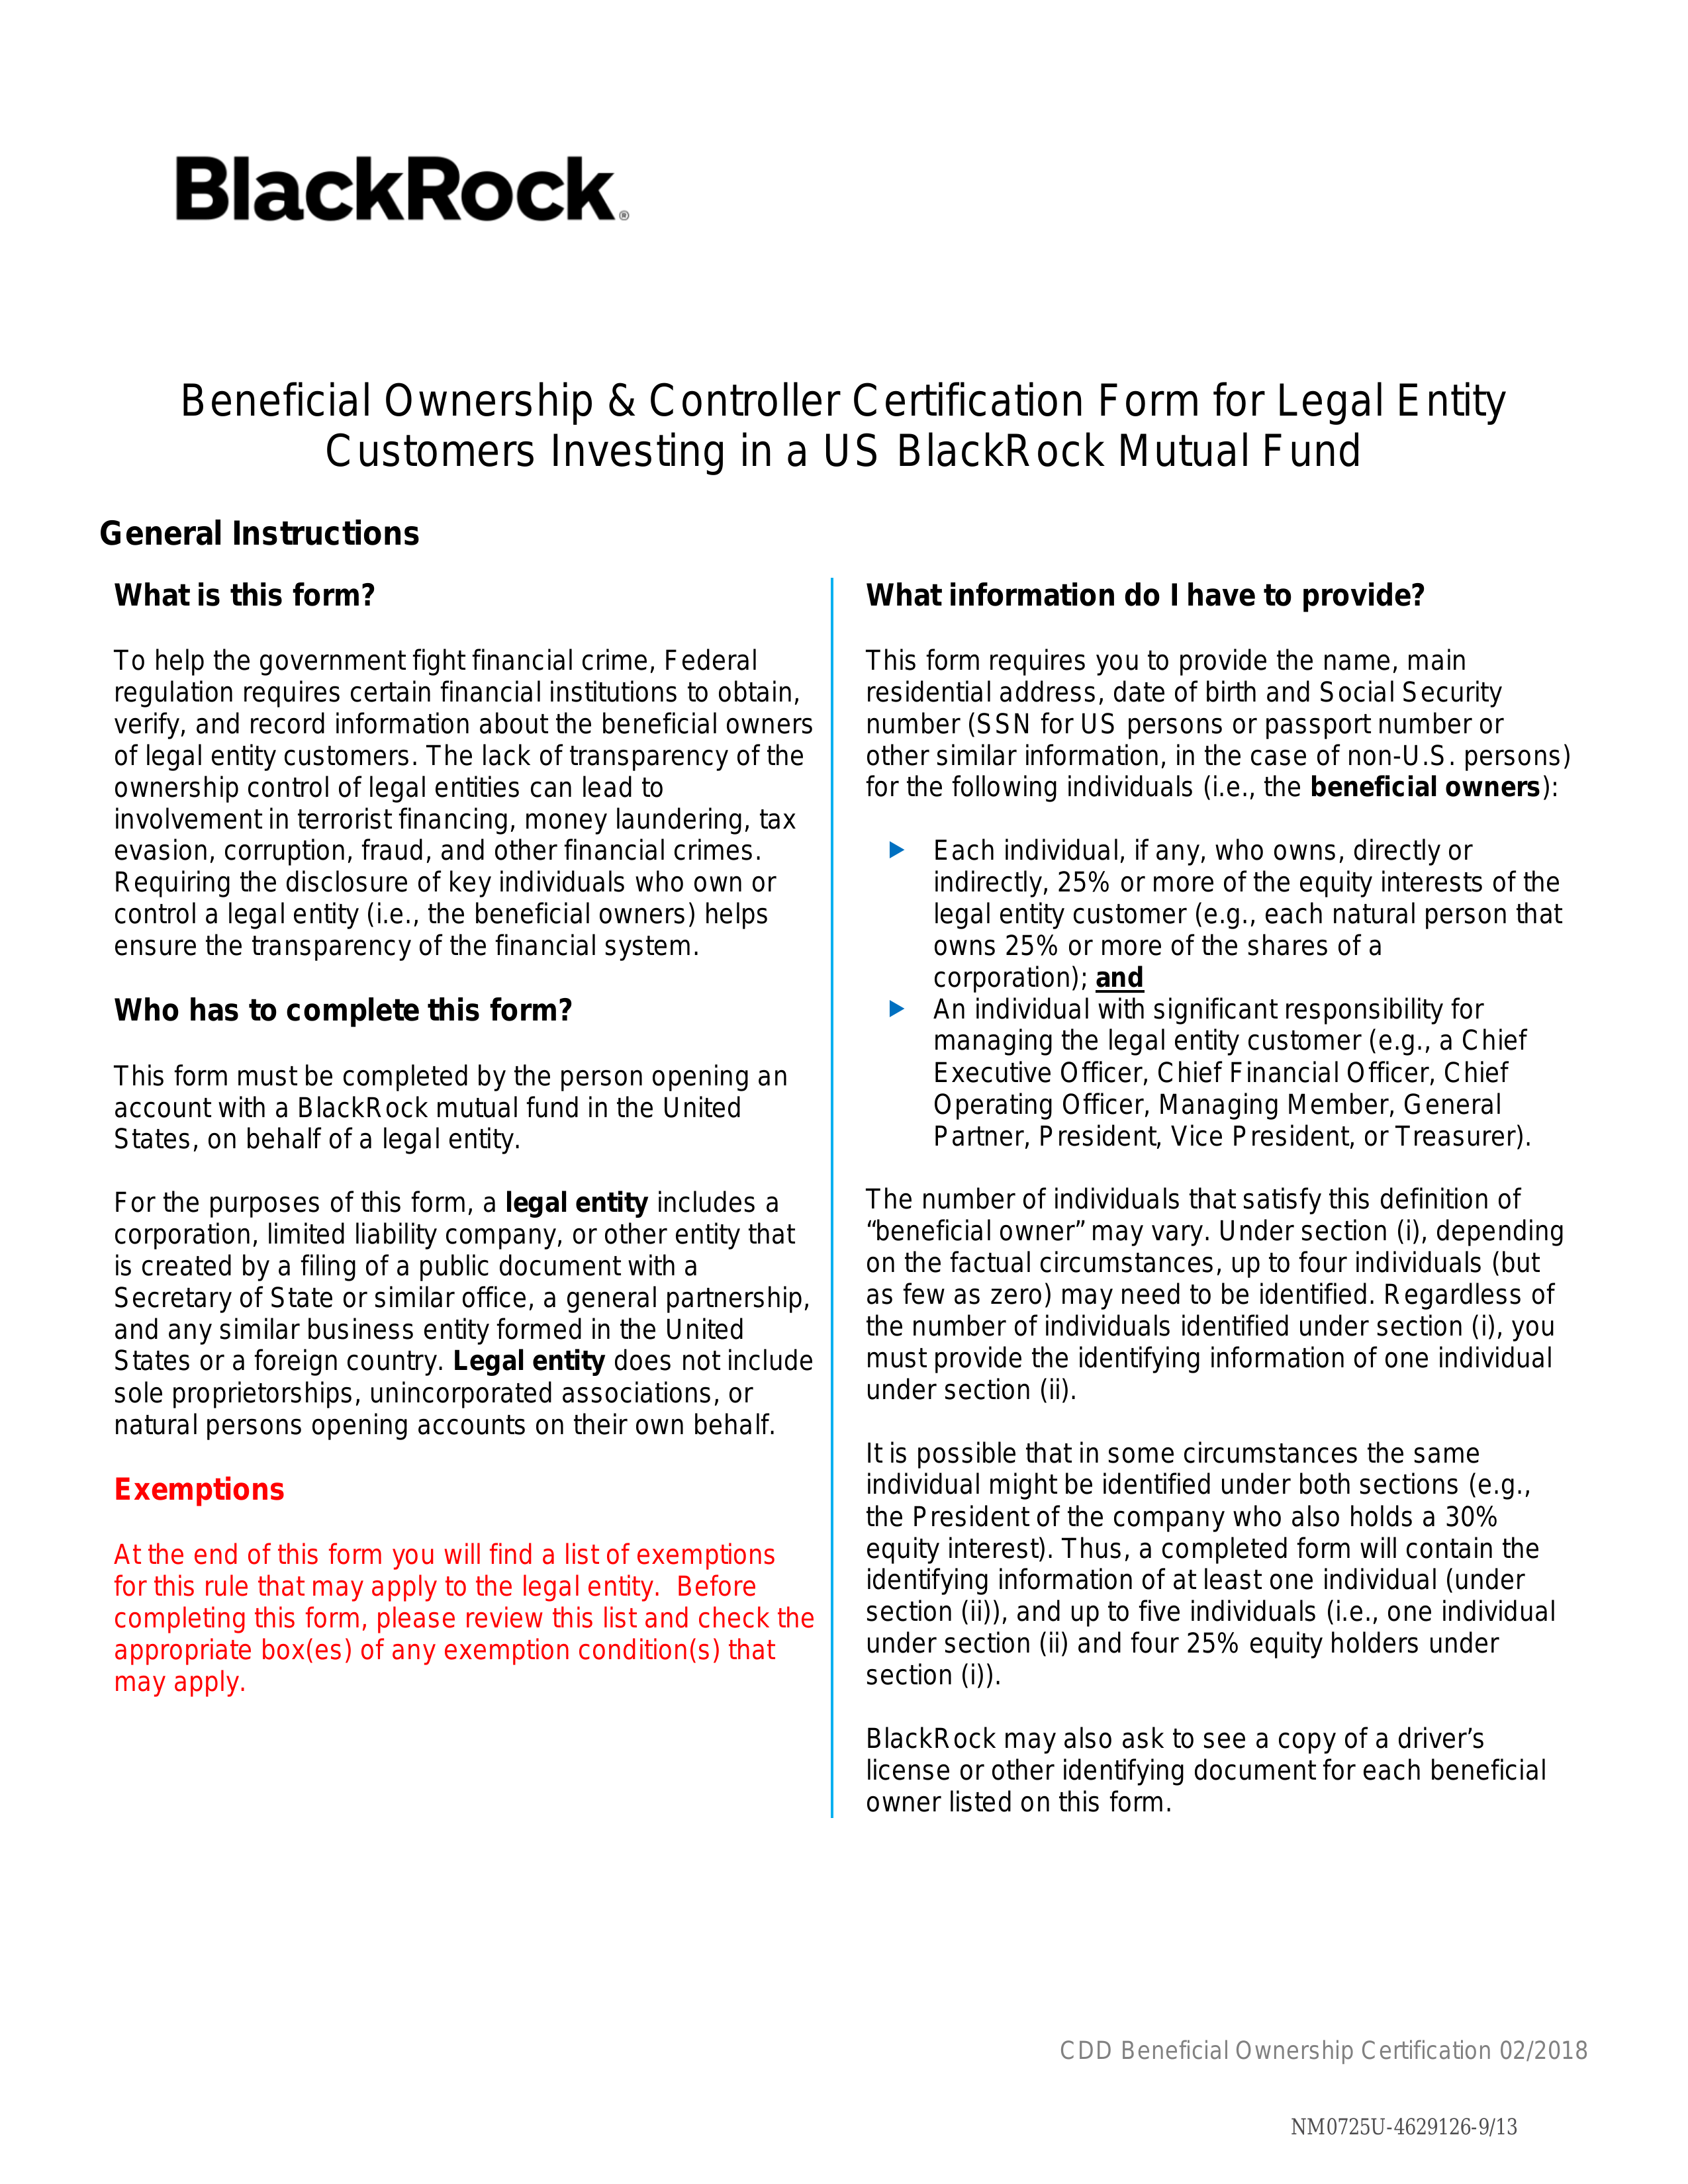 BlackRock®
Beneficial Ownership & Controller Certification Form for Legal Entity
Customers Investing in a US BlackRock Mutual Fund
General Instructions
What is this form?
To help the government fight financial crime, Federal
regulation requires certain financial institutions to obtain,
verify, and record information about the beneficial owners
of legal entity customers. The lack of transparency of the
ownership control of legal entities can lead to
involvement in terrorist financing, money laundering, tax
evasion, corruption, fraud, and other financial crimes.
Requiring the disclosure of key individuals who own or
control a legal entity (i.e., the beneficial owners) helps
ensure the transparency of the financial system.
Who has to complete this form?
This form must be completed by the person opening an
account with a BlackRock mutual fund in the United
States, on behalf of a legal entity.
For the purposes of this form, a legal entity includes a
corporation, limited liability company, or other entity that
is created by a filing of a public document with a
Secretary of State or similar office, a general partnership,
and any similar business entity formed in the United
States or a foreign country. Legal entity does not include
sole proprietorships, unincorporated associations, or
natural persons opening accounts on their own behalf.
Exemptions
At the end of this form you will find a list of exemptions
for this rule that may apply to the legal entity.  Before
completing this form, please review this list and check the
appropriate box(es) of any exemption condition(s) that
may apply.
What information do I have to provide?
This form requires you to provide the name, main
residential address, date of birth and Social Security
number (SSN for US persons or passport number or
other similar information, in the case of non-U.S. persons)
for the following individuals (i.e., the beneficial owners):
Each individual, if any, who owns, directly or
indirectly, 25% or more of the equity interests of the
legal entity customer (e.g., each natural person that
owns 25% or more of the shares of a
corporation); and
An individual with significant responsibility for
managing the legal entity customer (e.g., a Chief
Executive Officer, Chief Financial Officer, Chief
Operating Officer, Managing Member, General
Partner, President, Vice President, or Treasurer).
The number of individuals that satisfy this definition of
“beneficial owner” may vary. Under section (i), depending
on the factual circumstances, up to four individuals (but
as few as zero) may need to be identified. Regardless of
the number of individuals identified under section (i), you
must provide the identifying information of one individual
under section (ii).
It is possible that in some circumstances the same
individual might be identified under both sections (e.g.,
the President of the company who also holds a 30%
equity interest). Thus, a completed form will contain the
identifying information of at least one individual (under
section (ii)), and up to five individuals (i.e., one individual
under section (ii) and four 25% equity holders under
section (i)).
BlackRock may also ask to see a copy of a driver’s
license or other identifying document for each beneficial
owner listed on this form.
CDD Beneficial Ownership Certification 02/2018
NM0725U-4629126-9/13